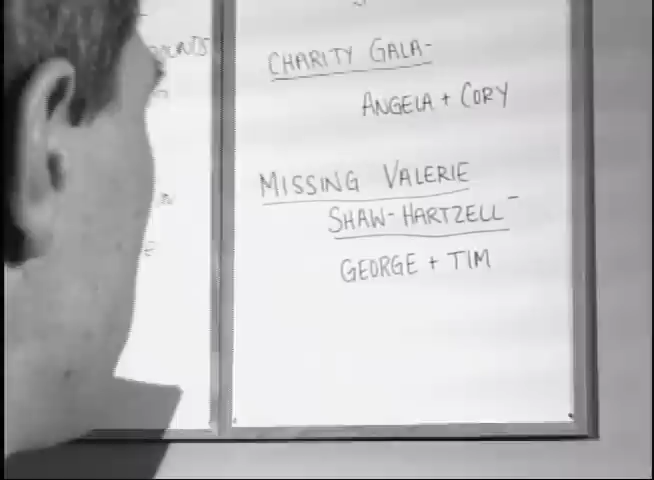 CHARITY GALA-
ANGELA + CORY
MISSING VALERIE
SHAW-HARTZELL-
GEORGE + TIM